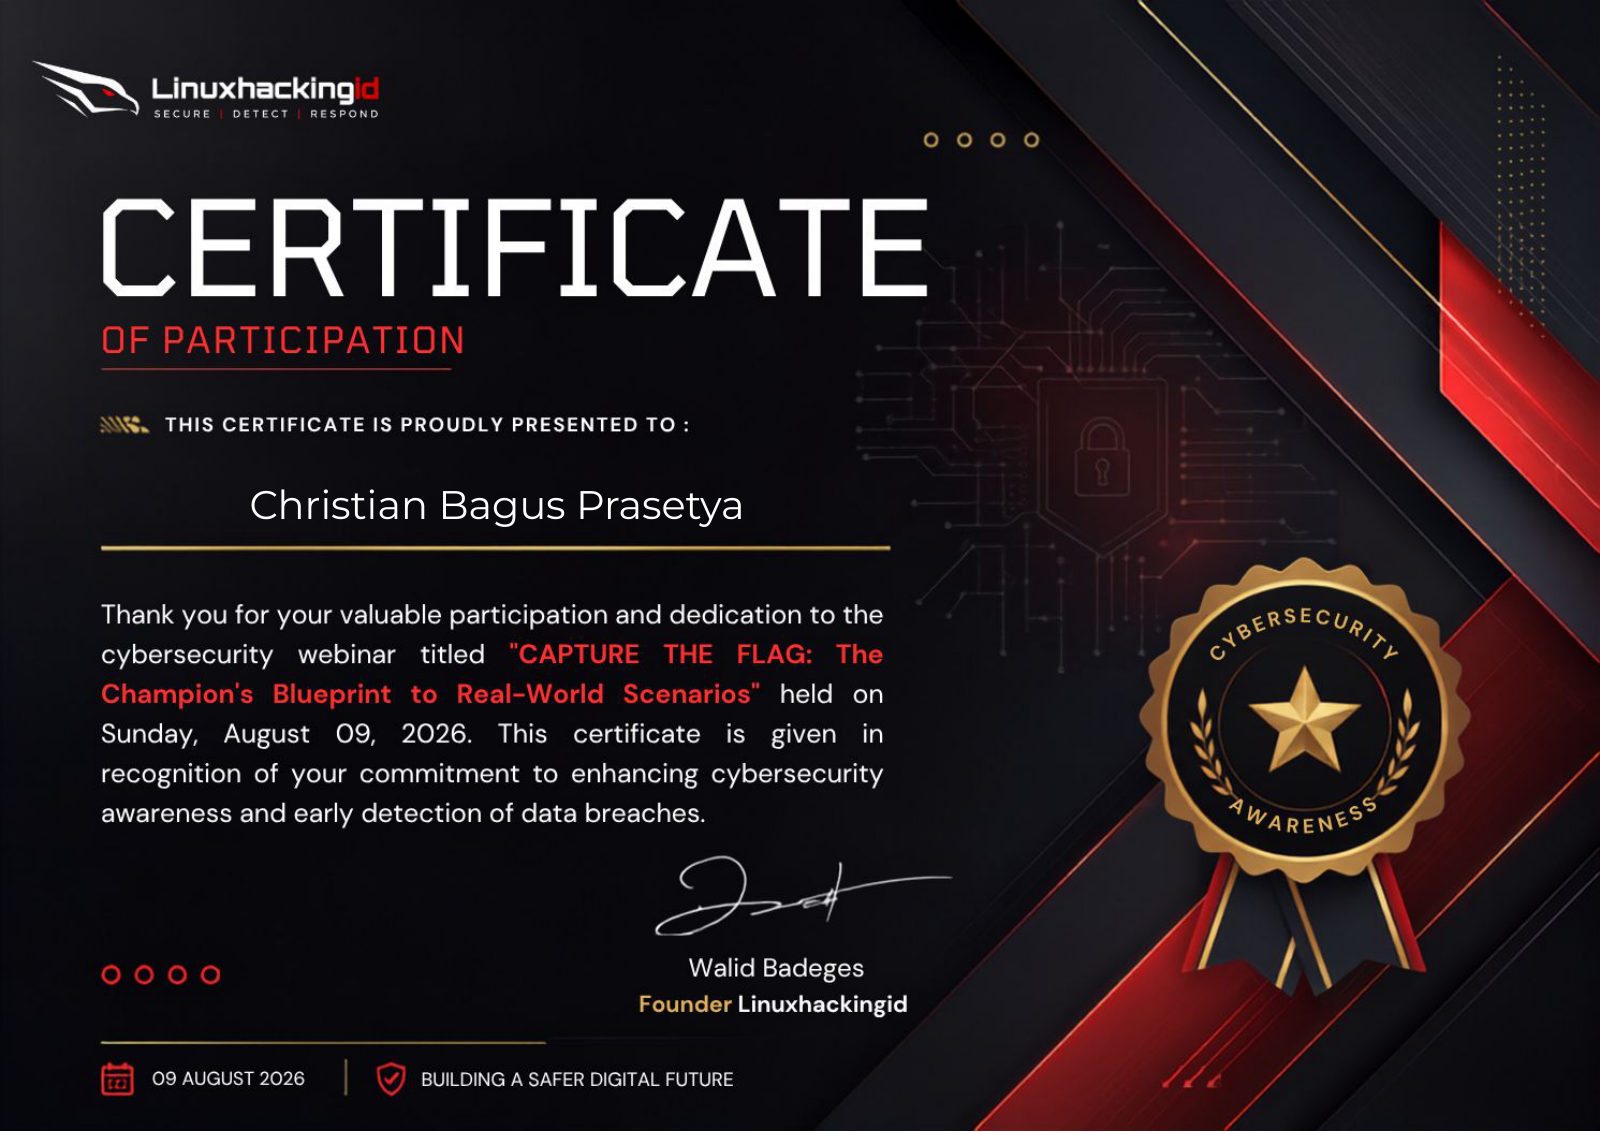 Linuxhackingid
SECURE | DETECT | RESPOND
CERTIFICATE
OF PARTICIPATION
THIS CERTIFICATE IS PROUDLY PRESENTED TO :
Christian Bagus Prasetya
Thank you for your valuable participation and dedication to the
cybersecurity webinar titled "CAPTURE THE FLAG: The
Champion's Blueprint to Real-World Scenarios" held on
Sunday, August 09, 2026. This certificate is given in
recognition of your commitment to enhancing cybersecurity
awareness and early detection of data breaches.
CYBERSECURITY
AWARENESS
Walid Badeges
Founder Linuxhackingid
09 AUGUST 2026
BUILDING A SAFER DIGITAL FUTURE